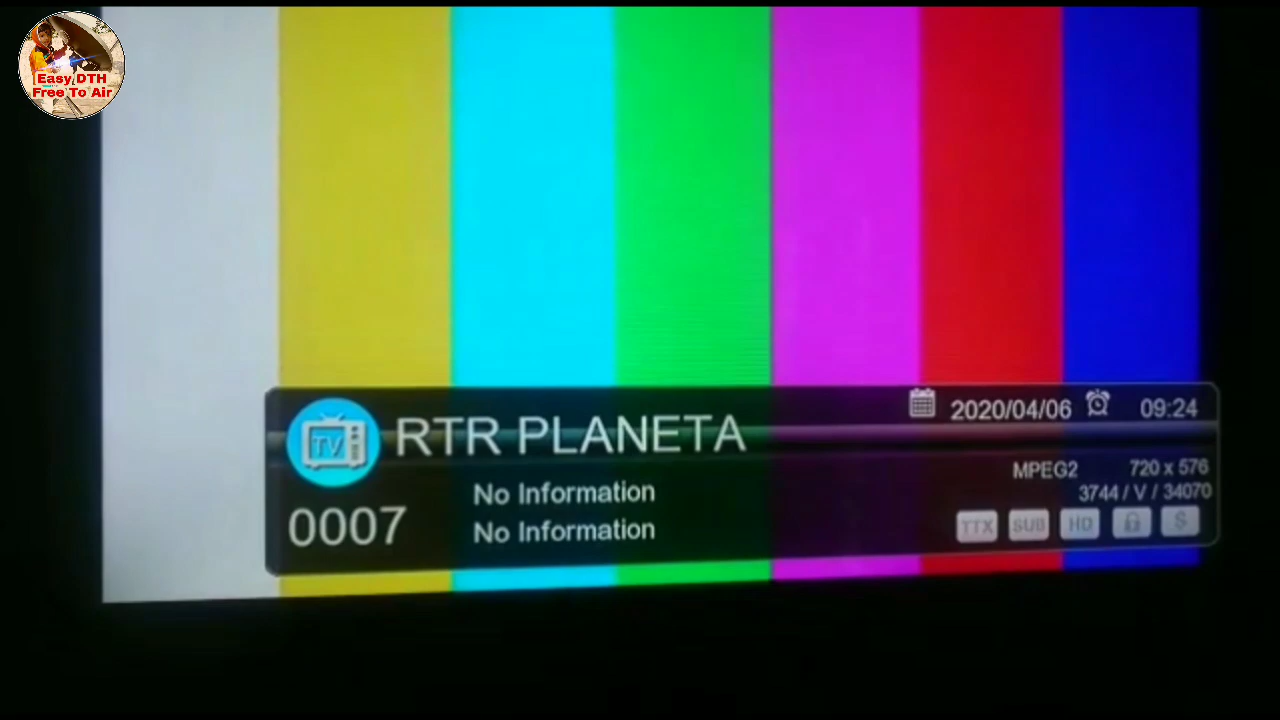 Easy DTH
Free To Air
2020/04/06 09:24
TV
RTR PLANETA
MPEG2 720 x 576
3744 / V / 34070
No Information
0007
No Information
TTX SUB HD $